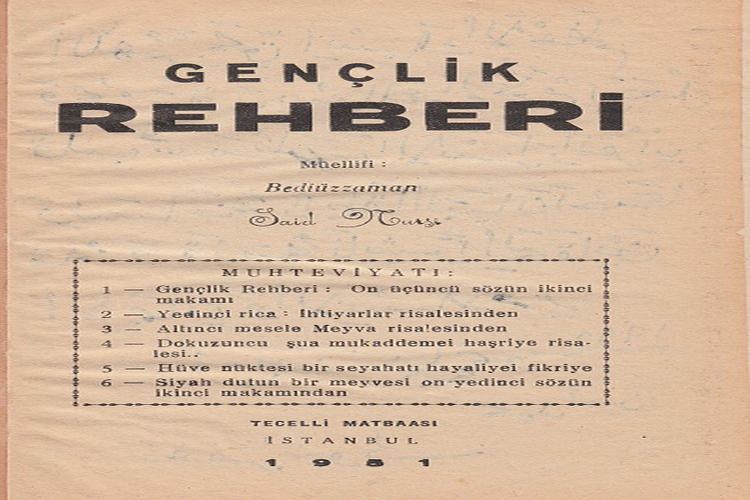 GENÇLİK
REHBERİ
Müellifi :
Bediüzzaman
Said Nursi
MUHTEVİYATI :
1 — Gençlik Rehberi : On üçüncü sözün ikinci
makamı
2 — Yedinci rica : İhtiyarlar risalesinden
3 — Altıncı mesele Meyva risalesinden
4 — Dokuzuncu şua mukaddemei haşriye risa-
lesi..
5 — Hüve nüktesi bir seyahatı hayaliyei fikriye
6 — Siyah dutun bir meyvesi on yedinci sözün
ikinci makamından
TECELLİ MATBAASI
İSTANBUL
1951